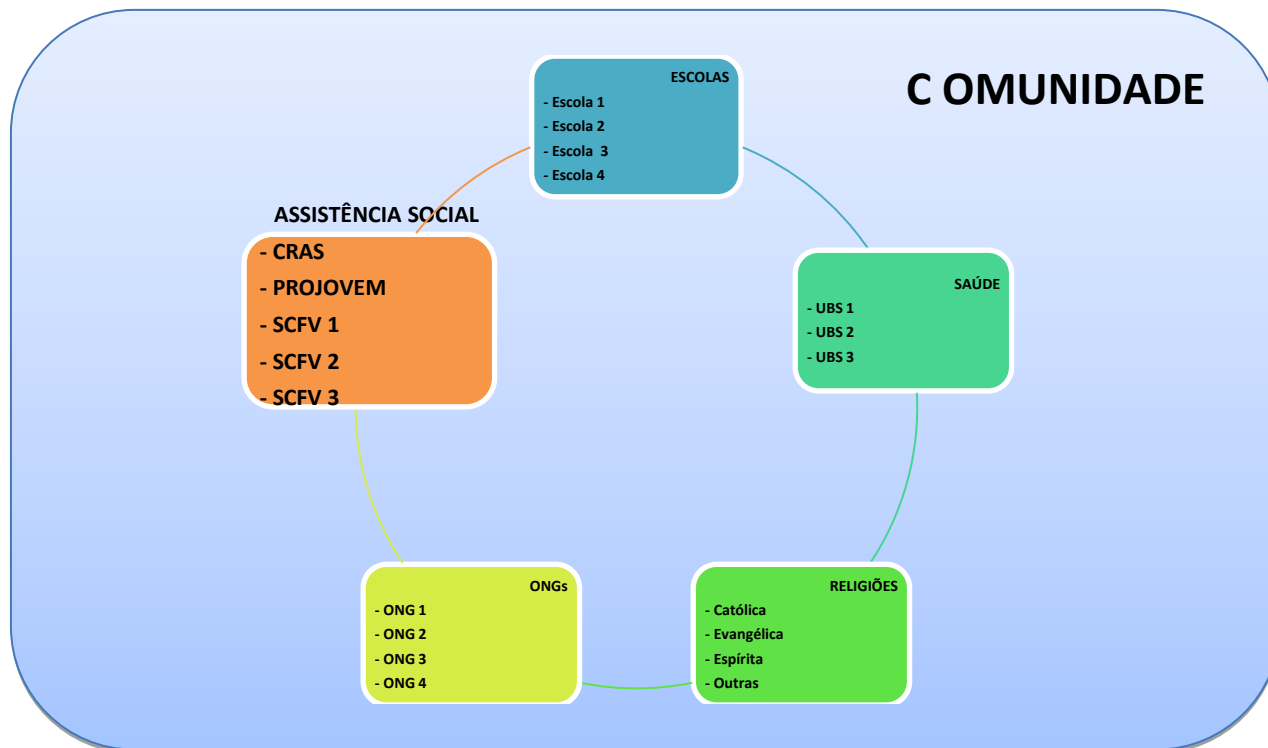 C OMUNIDADE
ESCOLAS
- Escola 1
- Escola 2
- Escola 3
- Escola 4
SAÚDE
- UBS 1
- UBS 2
- UBS 3
RELIGIÕES
- Católica
- Evangélica
- Espírita
- Outras
ONGs
- ONG 1
- ONG 2
- ONG 3
- ONG 4
ASSISTÊNCIA SOCIAL
- CRAS
- PROJOVEM
- SCFV 1
- SCFV 2
- SCFV 3